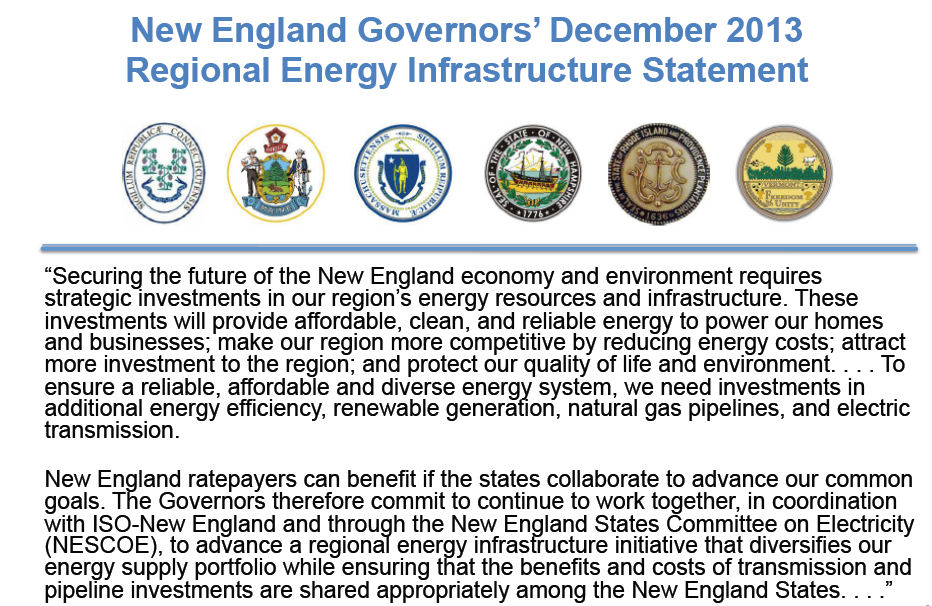 New England Governors’ December 2013
Regional Energy Infrastructure Statement
SIGILLUM REIPUBLICÆ CONNECTICUTENSIS
DIRIGO
MAINE
SIGILLUM REIPUBLICÆ MASSACHUSETTENSIS
SEAL · OF · THE · STATE · OF · NEW HAMPSHIRE
· 1776 ·
SEAL OF THE STATE OF RHODE ISLAND AND PROVIDENCE PLANTATIONS
1636
VERMONT
FREEDOM
& UNITY
“Securing the future of the New England economy and environment requires
strategic investments in our region’s energy resources and infrastructure. These
investments will provide affordable, clean, and reliable energy to power our homes
and businesses; make our region more competitive by reducing energy costs; attract
more investment to the region; and protect our quality of life and environment. . . . To
ensure a reliable, affordable and diverse energy system, we need investments in
additional energy efficiency, renewable generation, natural gas pipelines, and electric
transmission.
New England ratepayers can benefit if the states collaborate to advance our common
goals. The Governors therefore commit to continue to work together, in coordination
with ISO-New England and through the New England States Committee on Electricity
(NESCOE), to advance a regional energy infrastructure initiative that diversifies our
energy supply portfolio while ensuring that the benefits and costs of transmission and
pipeline investments are shared appropriately among the New England States. . . .”